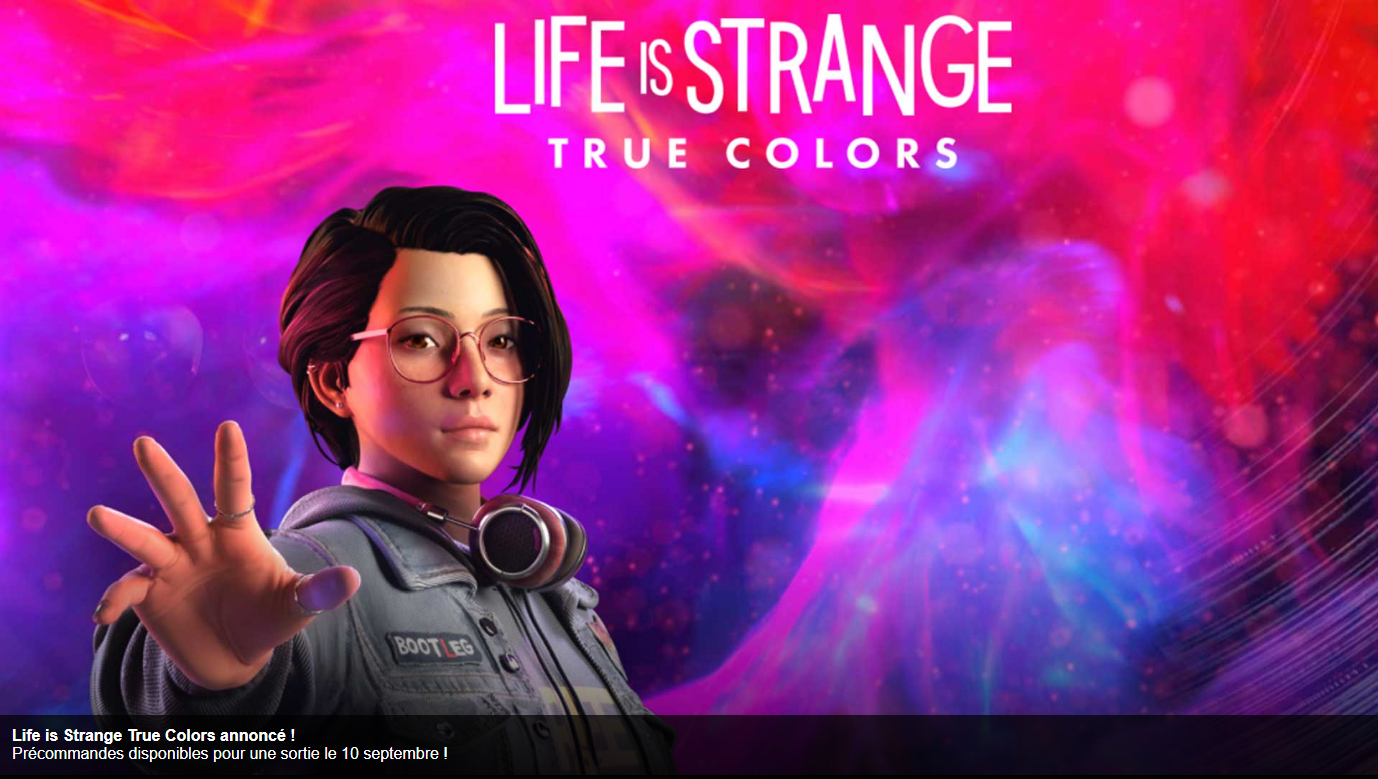 LIFE IS STRANGE
TRUE COLORS
BOOTLEG
Life is Strange True Colors annoncé !
Précommandes disponibles pour une sortie le 10 septembre !